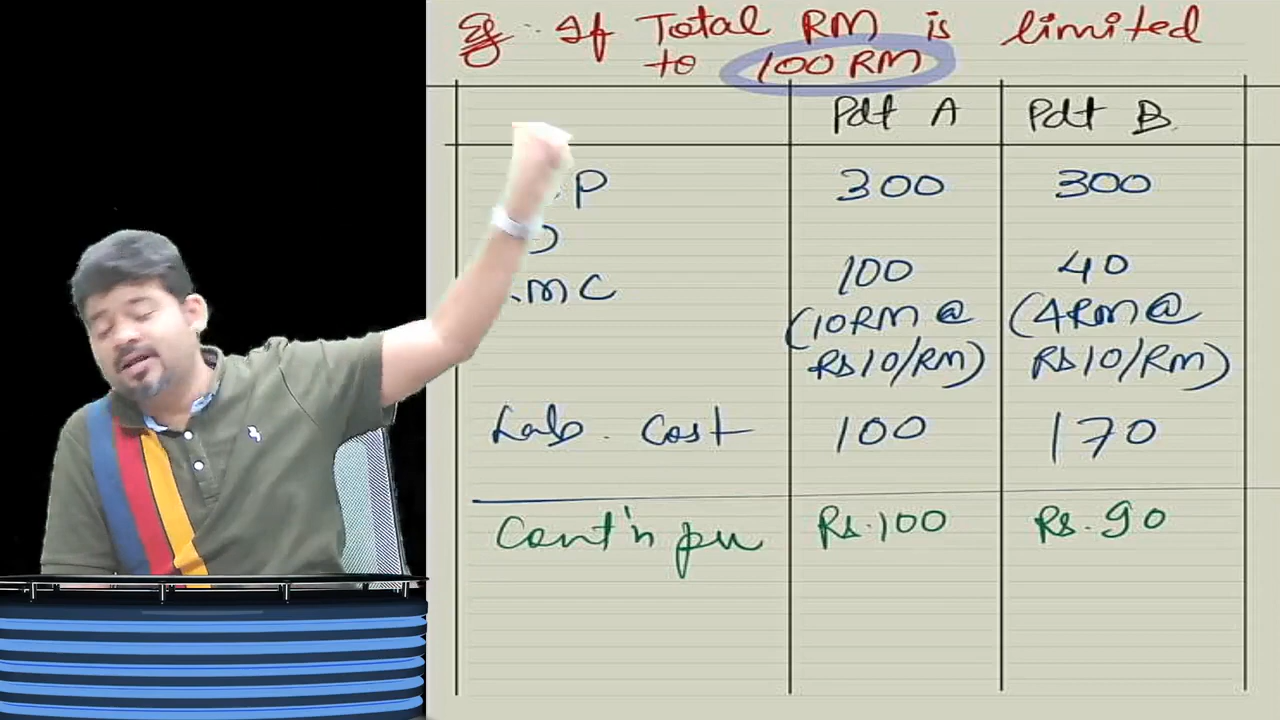 Eg. If Total RM is limited
to 100 RM
Pdt A Pdt B
P 300 300
MC 100 40
(10RM @ (4RM @
Rs10/RM) Rs10/RM)
Lab. Cost 100 170
Cont'n pu Rs.100 Rs.90